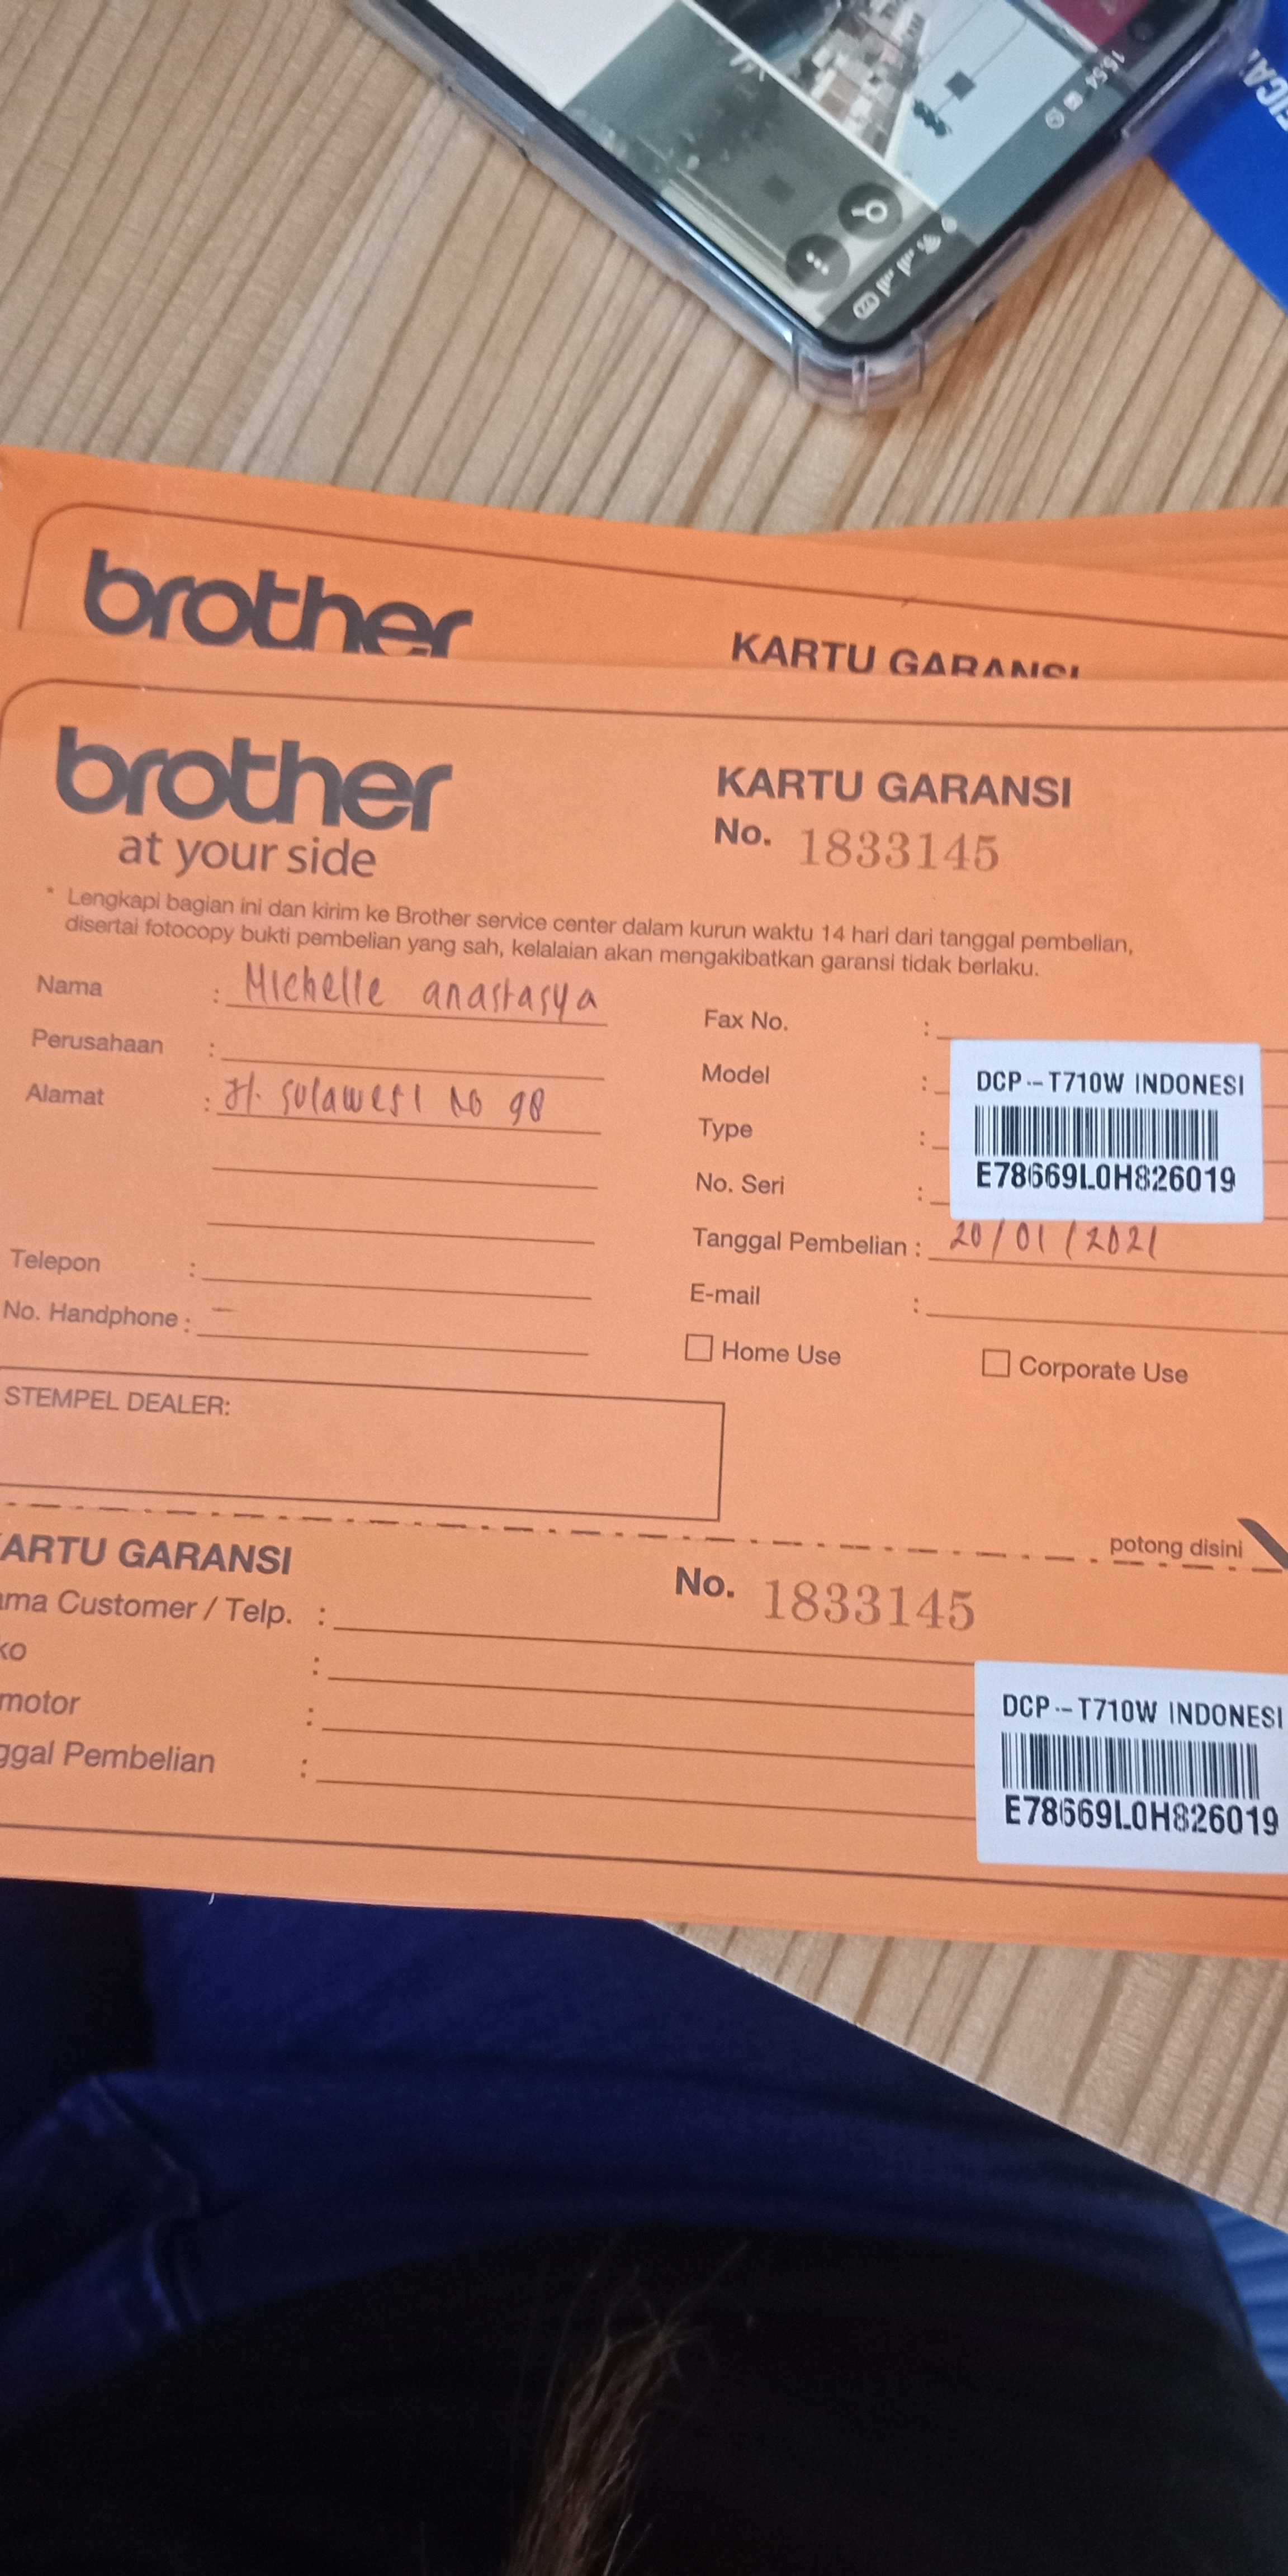 FICA
15:54
brother
KARTU GARANSI
brother
at your side
KARTU GARANSI
No. 1833145
* Lengkapi bagian ini dan kirim ke Brother service center dalam kurun waktu 14 hari dari tanggal pembelian,
disertai fotocopy bukti pembelian yang sah, kelalaian akan mengakibatkan garansi tidak berlaku.
Nama : Michelle anastasya
Perusahaan :
Alamat : Jl. sulawesi no 98
Telepon :
No. Handphone : —
Fax No. :
Model :
Type :
No. Seri :
DCP--T710W INDONESI
E78669L0H826019
Tanggal Pembelian : 20/01/2021
E-mail :
Home Use
Corporate Use
STEMPEL DEALER:
potong disini
ARTU GARANSI
No. 1833145
ama Customer / Telp. :
ko :
motor :
ggal Pembelian :
DCP--T710W INDONESI
E78669L0H826019